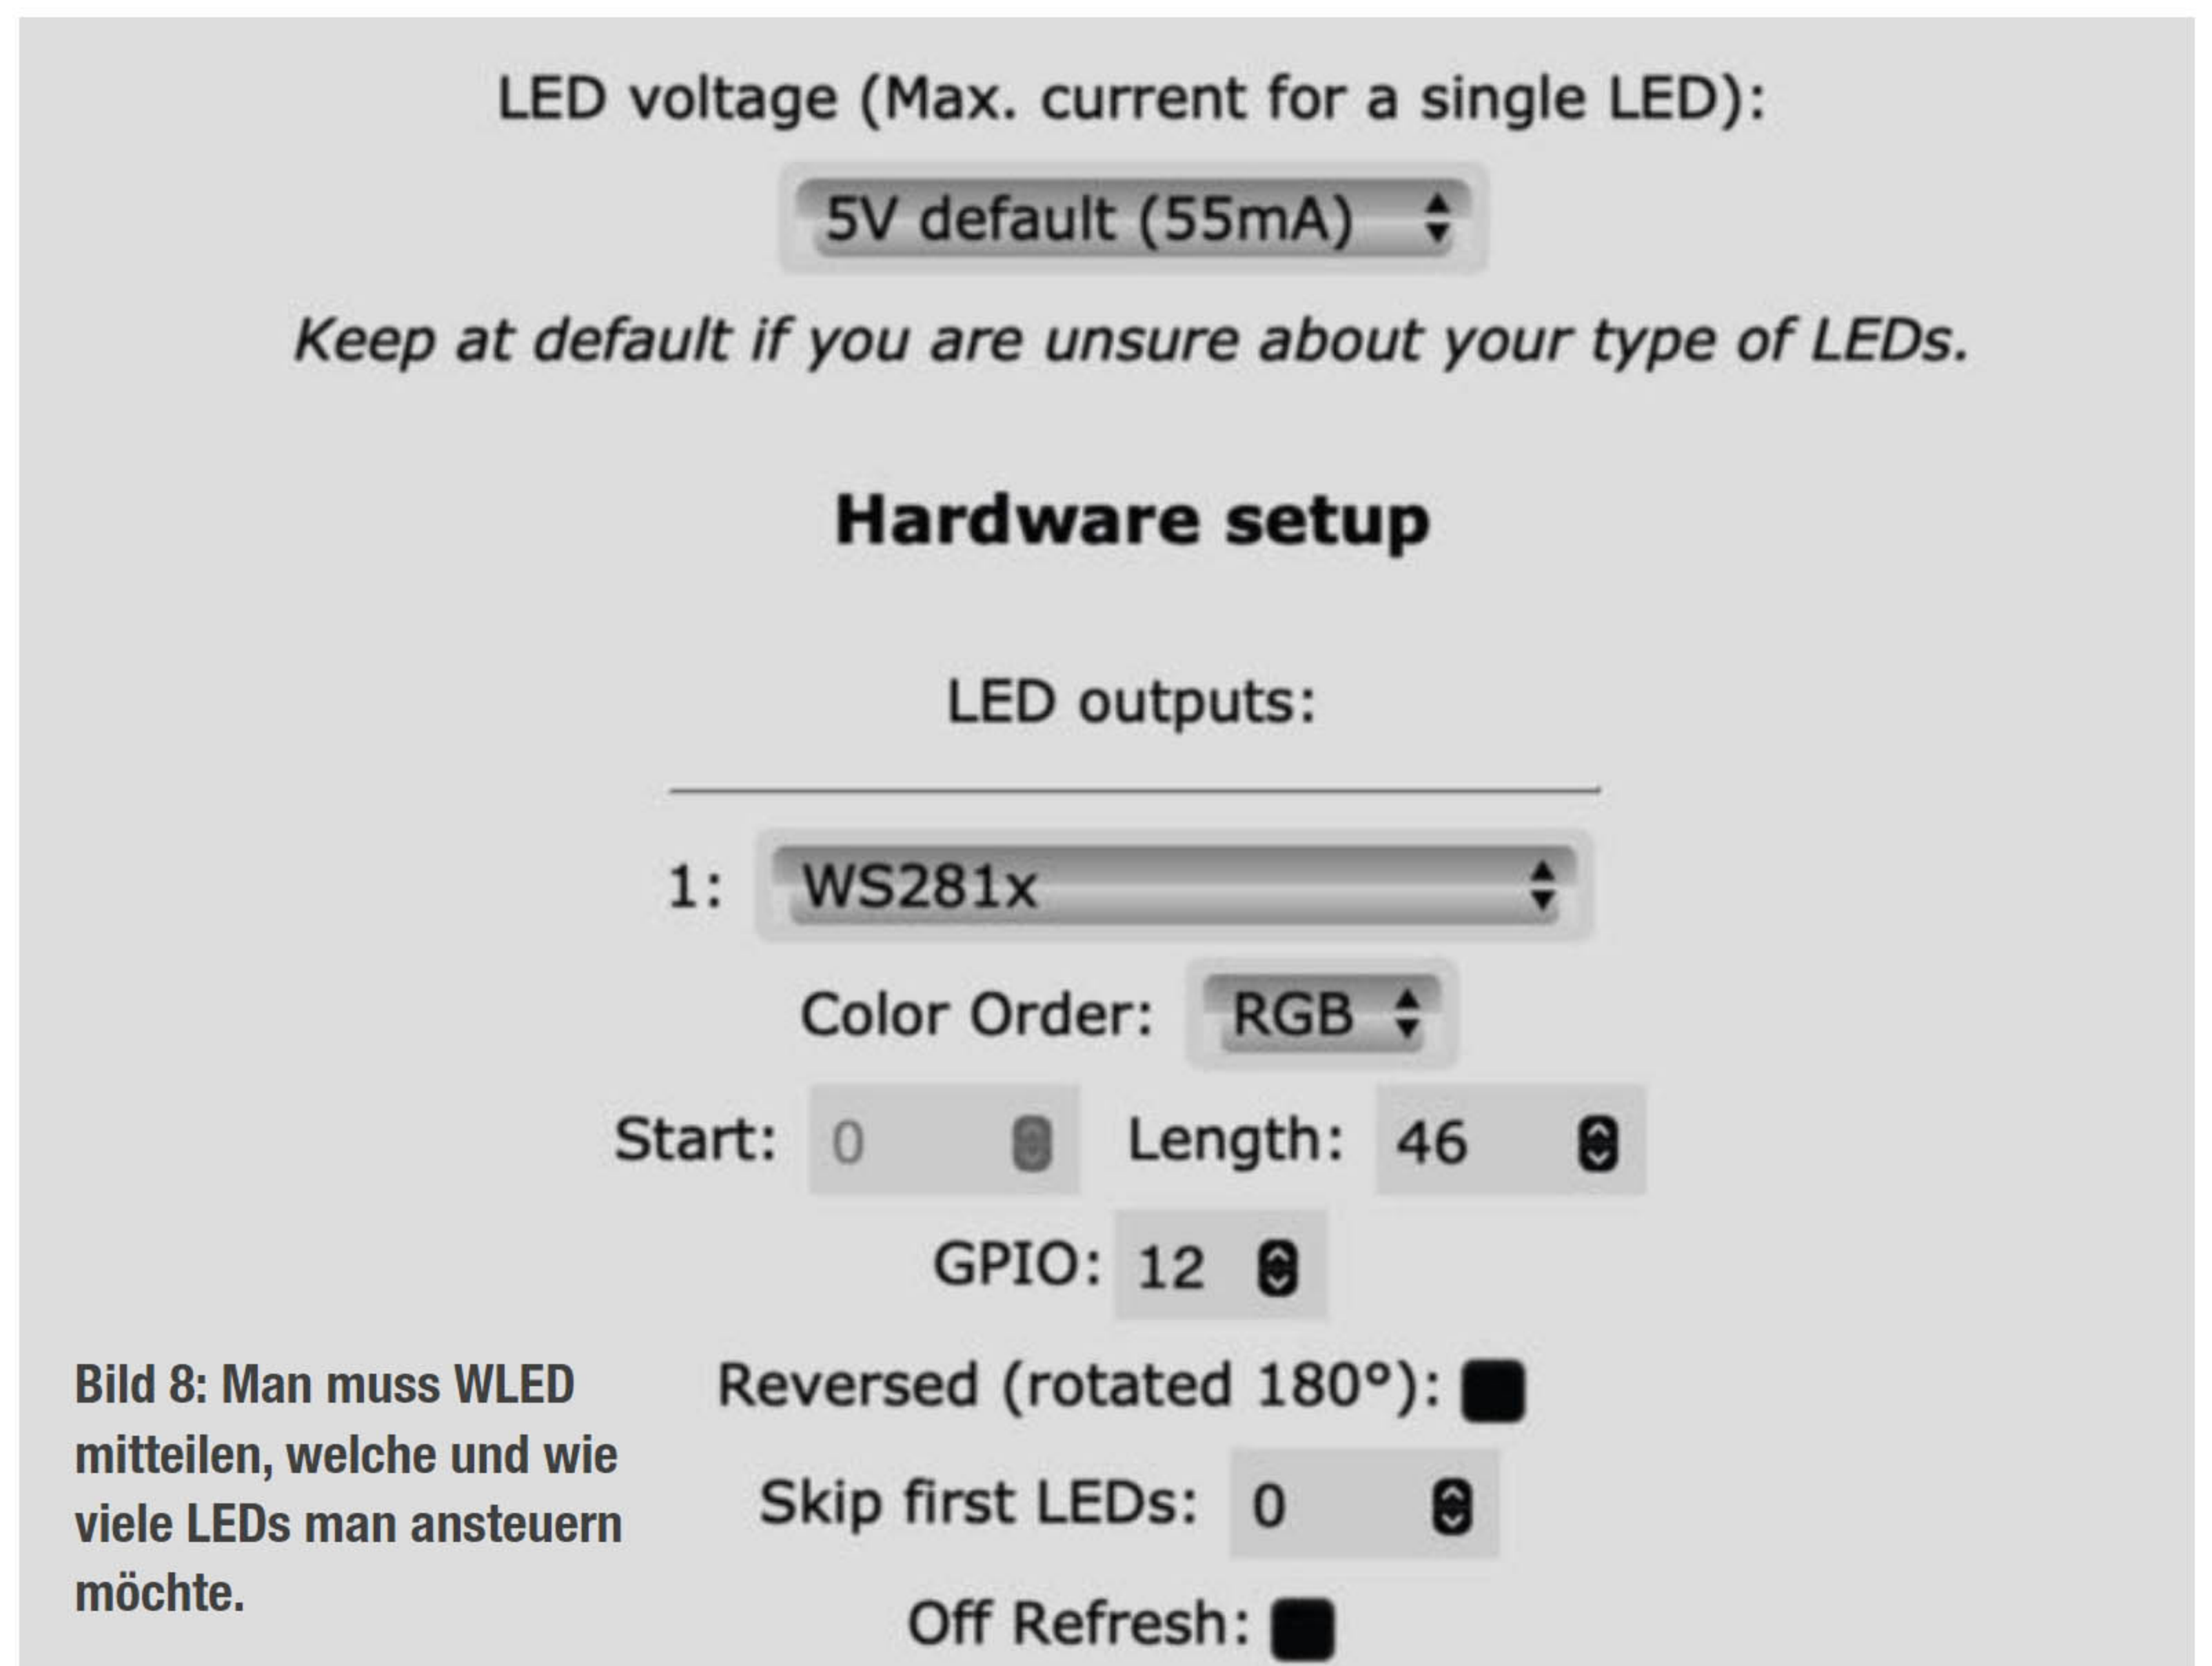 LED voltage (Max. current for a single LED):
5V default (55mA)
Keep at default if you are unsure about your type of LEDs.
Hardware setup
LED outputs:
1: WS281x
Color Order: RGB
Start: 0 Length: 46
GPIO: 12
Reversed (rotated 180°):
Skip first LEDs: 0
Off Refresh:
Bild 8: Man muss WLED
mitteilen, welche und wie
viele LEDs man ansteuern
möchte.